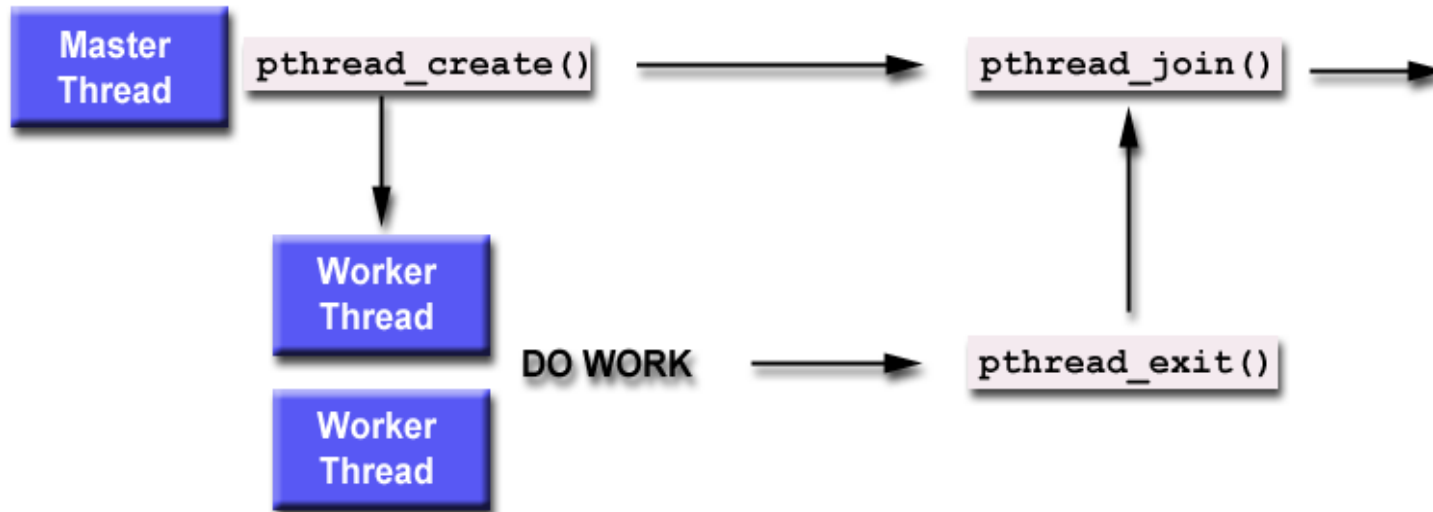 Master
Thread
pthread_create()
pthread_join()
Worker
Thread
DO WORK
pthread_exit()
Worker
Thread